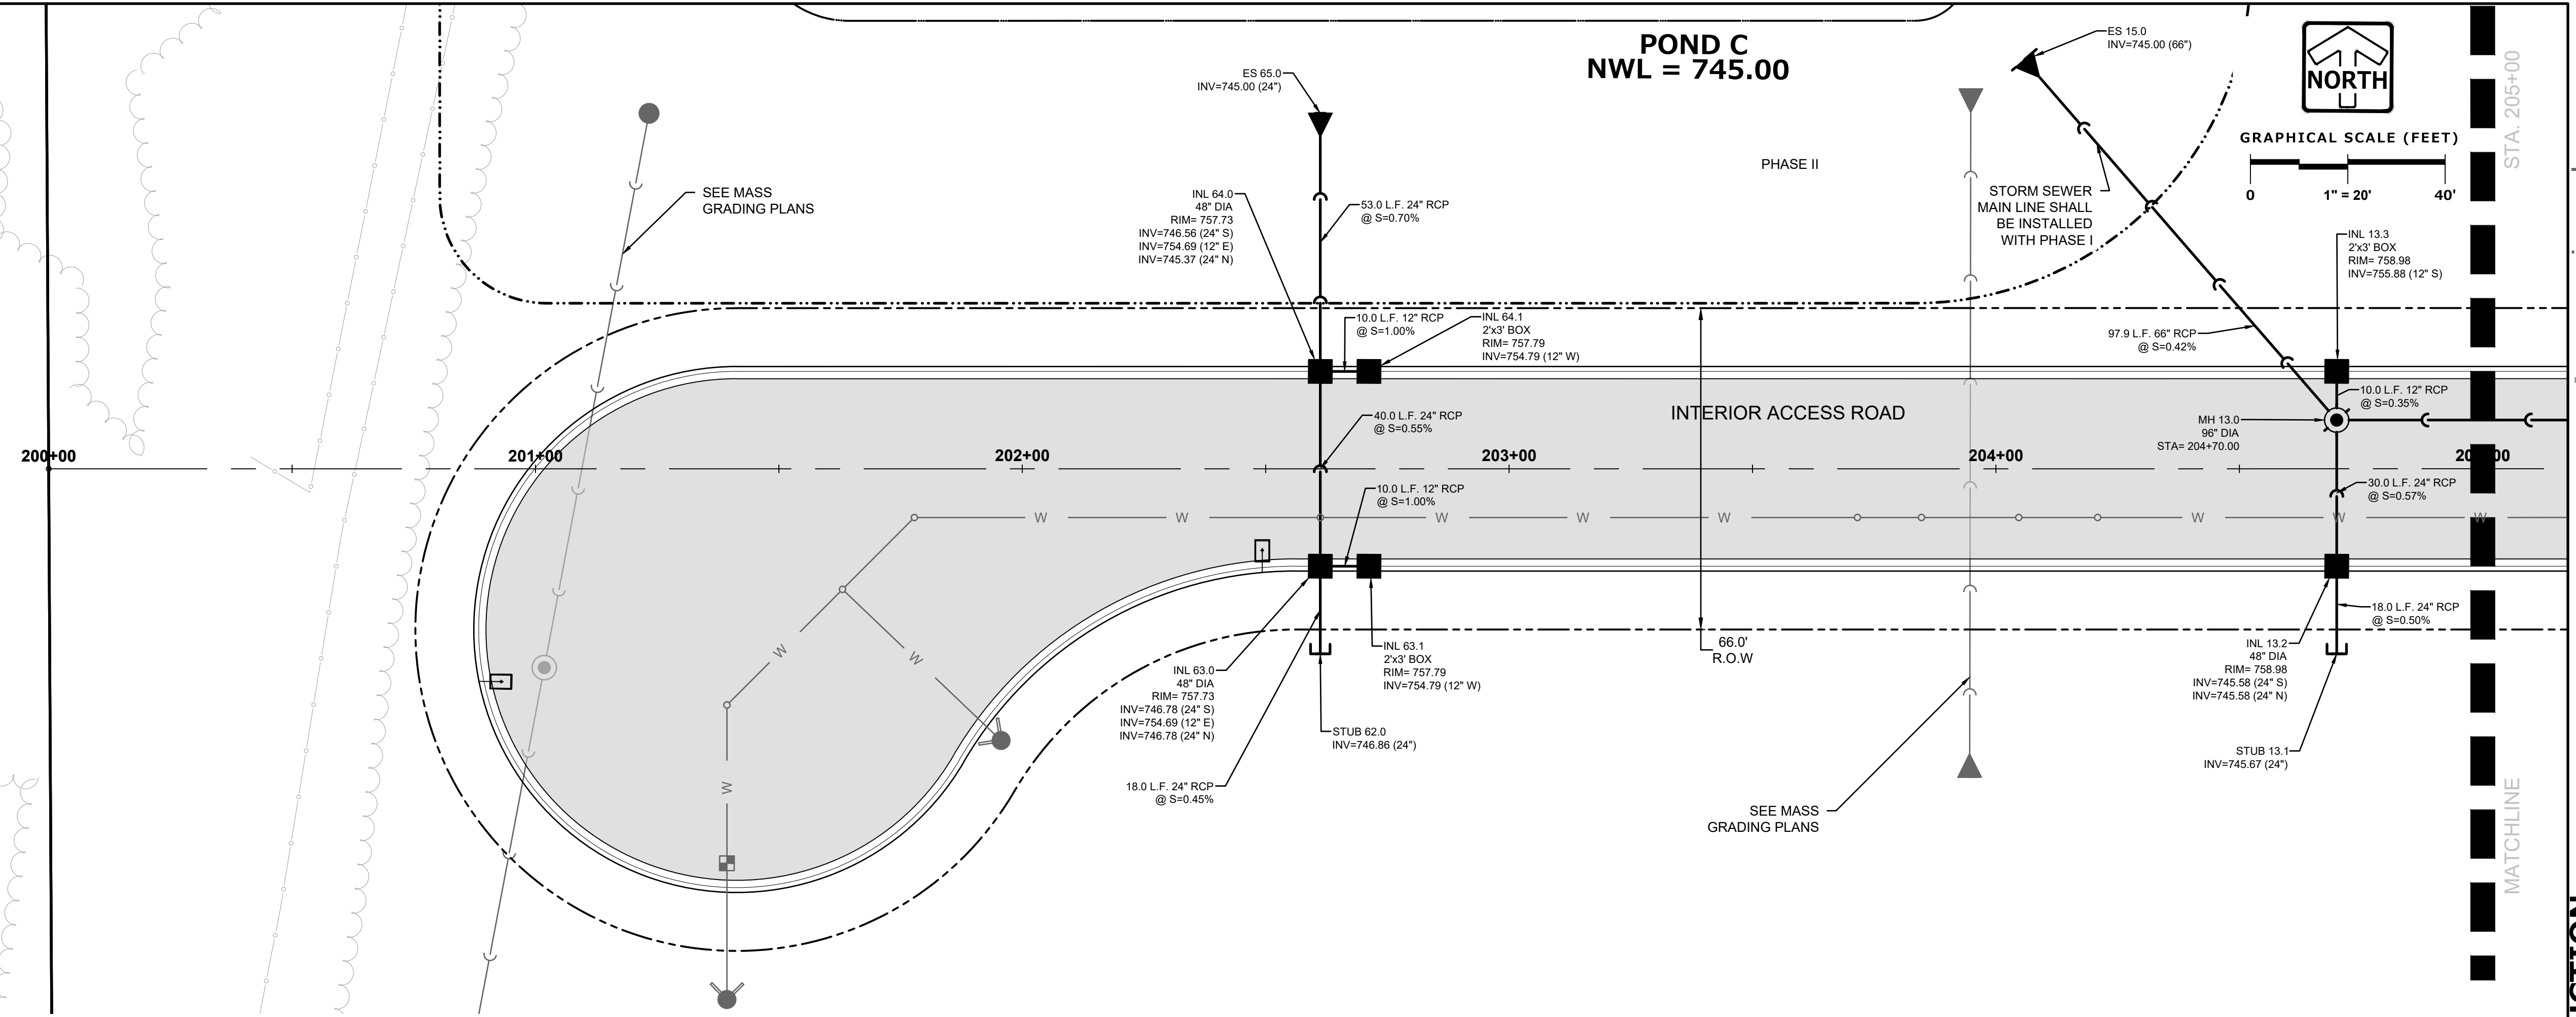 POND C
NWL = 745.00
ES 15.0
INV=745.00 (66")
NORTH
GRAPHICAL SCALE (FEET)
0
1" = 20'
40'
STA. 205+00
ES 65.0
INV=745.00 (24")
PHASE II
STORM SEWER
MAIN LINE SHALL
BE INSTALLED
WITH PHASE I
SEE MASS
GRADING PLANS
INL 64.0
48" DIA
RIM= 757.73
INV=746.56 (24" S)
INV=754.69 (12" E)
INV=745.37 (24" N)
53.0 L.F. 24" RCP
@ S=0.70%
INL 13.3
2'x3' BOX
RIM= 758.98
INV=755.88 (12" S)
10.0 L.F. 12" RCP
@ S=1.00%
INL 64.1
2'x3' BOX
RIM= 757.79
INV=754.79 (12" W)
97.9 L.F. 66" RCP
@ S=0.42%
10.0 L.F. 12" RCP
@ S=0.35%
INTERIOR ACCESS ROAD
40.0 L.F. 24" RCP
@ S=0.55%
MH 13.0
96" DIA
STA= 204+70.00
200+00
201+00
202+00
203+00
204+00
10.0 L.F. 12" RCP
@ S=1.00%
30.0 L.F. 24" RCP
@ S=0.57%
W
W
W
W
W
W
W
W
W
W
W
W
18.0 L.F. 24" RCP
@ S=0.50%
66.0'
R.O.W
INL 63.1
2'x3' BOX
RIM= 757.79
INV=754.79 (12" W)
INL 63.0
48" DIA
RIM= 757.73
INV=746.78 (24" S)
INV=754.69 (12" E)
INV=746.78 (24" N)
INL 13.2
48" DIA
RIM= 758.98
INV=745.58 (24" S)
INV=745.58 (24" N)
STUB 62.0
INV=746.86 (24")
STUB 13.1
INV=745.67 (24")
18.0 L.F. 24" RCP
@ S=0.45%
SEE MASS
GRADING PLANS
MATCHLINE